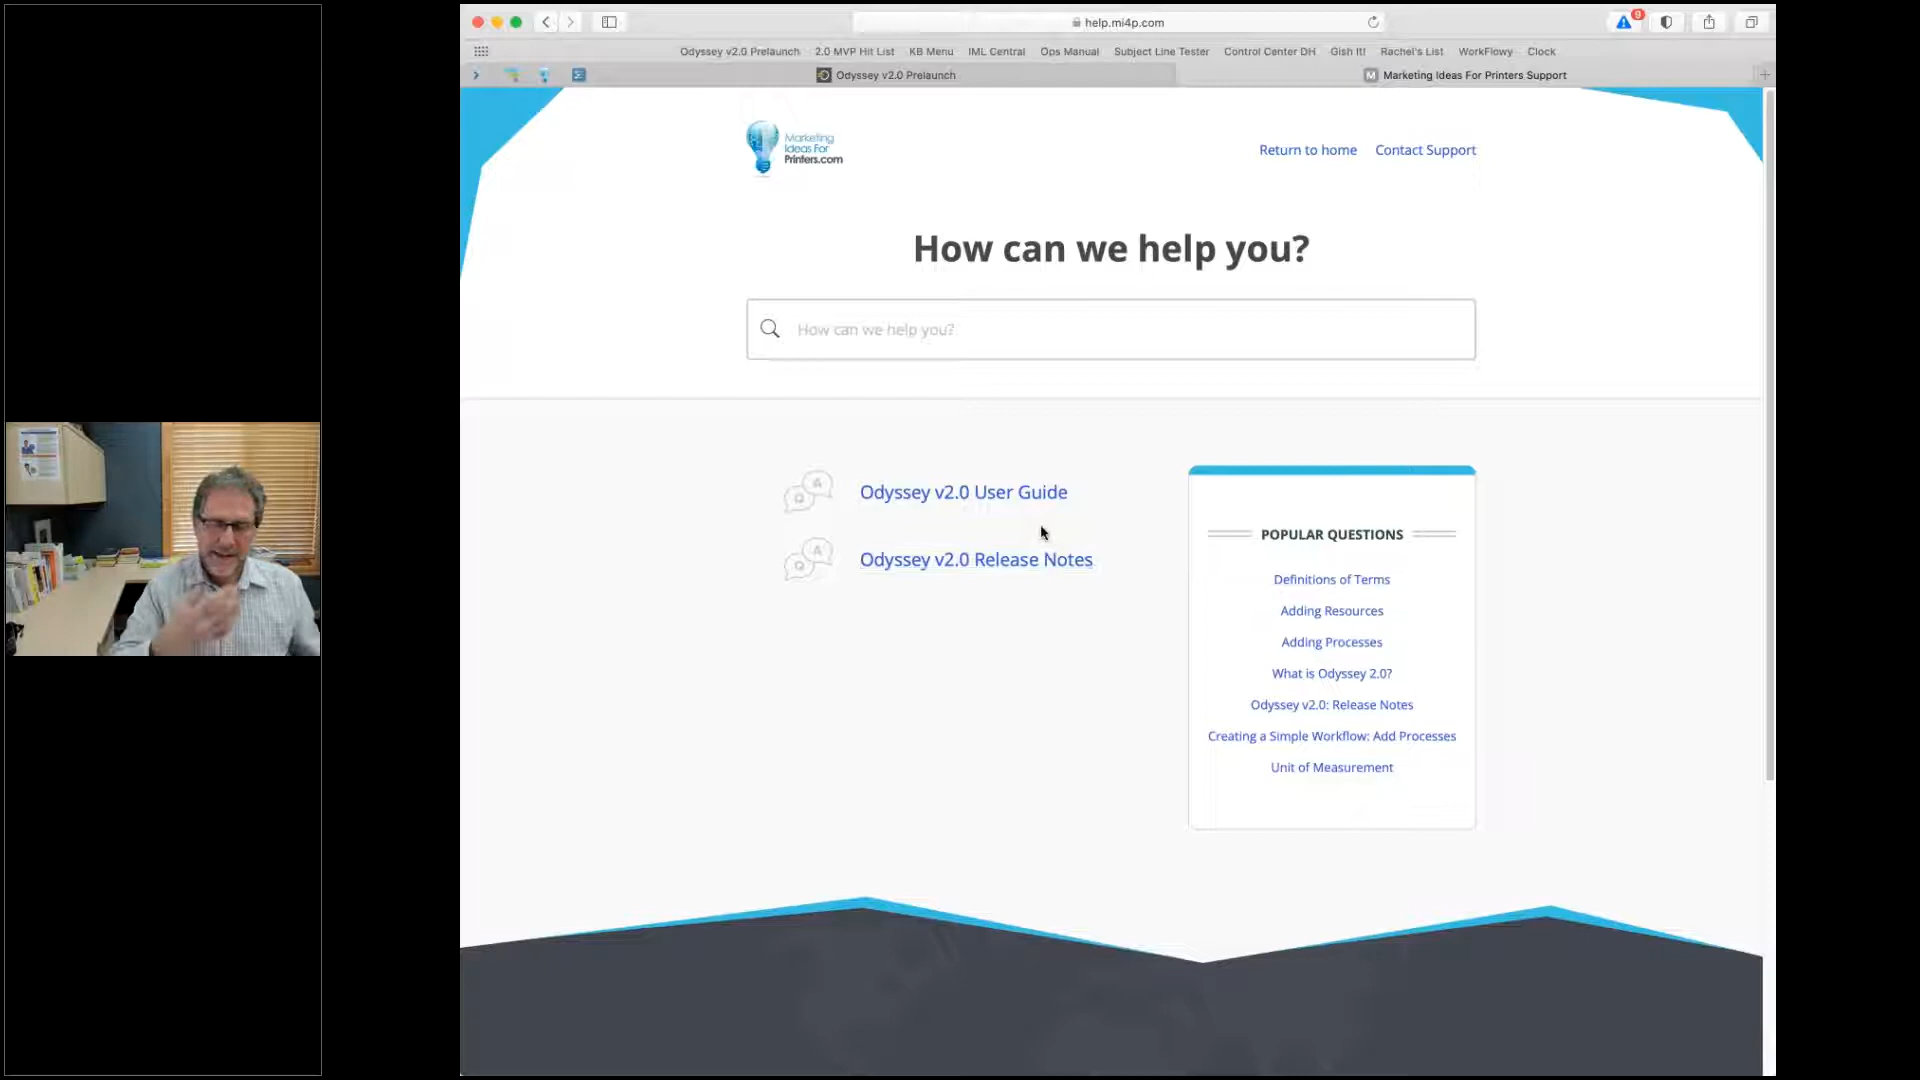 help.mi4p.com
9
Odyssey v2.0 Prelaunch 2.0 MVP Hit List KB Menu IML Central Ops Manual Subject Line Tester Control Center DH Gish It! Rachel's List WorkFlowy Clock
Odyssey v2.0 Prelaunch
M Marketing Ideas For Printers Support
Marketing
Ideas For
Printers.com
Return to home Contact Support
How can we help you?
How can we help you?
Q A Odyssey v2.0 User Guide
Q A Odyssey v2.0 Release Notes
POPULAR QUESTIONS
Definitions of Terms
Adding Resources
Adding Processes
What is Odyssey 2.0?
Odyssey v2.0: Release Notes
Creating a Simple Workflow: Add Processes
Unit of Measurement